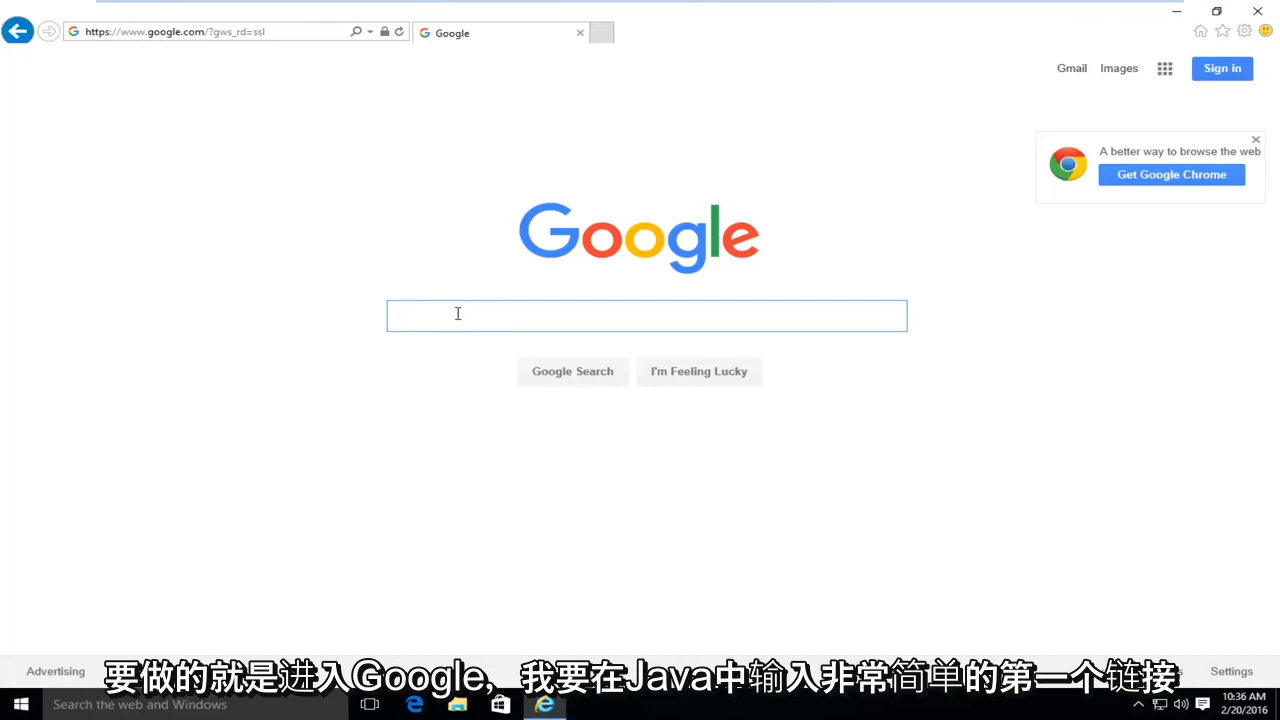 https://www.google.com/?gws_rd=ssl
Google
Gmail Images
Sign in
A better way to browse the web
Get Google Chrome
Google
Google Search
I'm Feeling Lucky
Advertising
Settings
要做的就是进入Google, 我要在Java中输入非常简单的第一个链接
Search the web and Windows
10:36 AM
2/20/2016